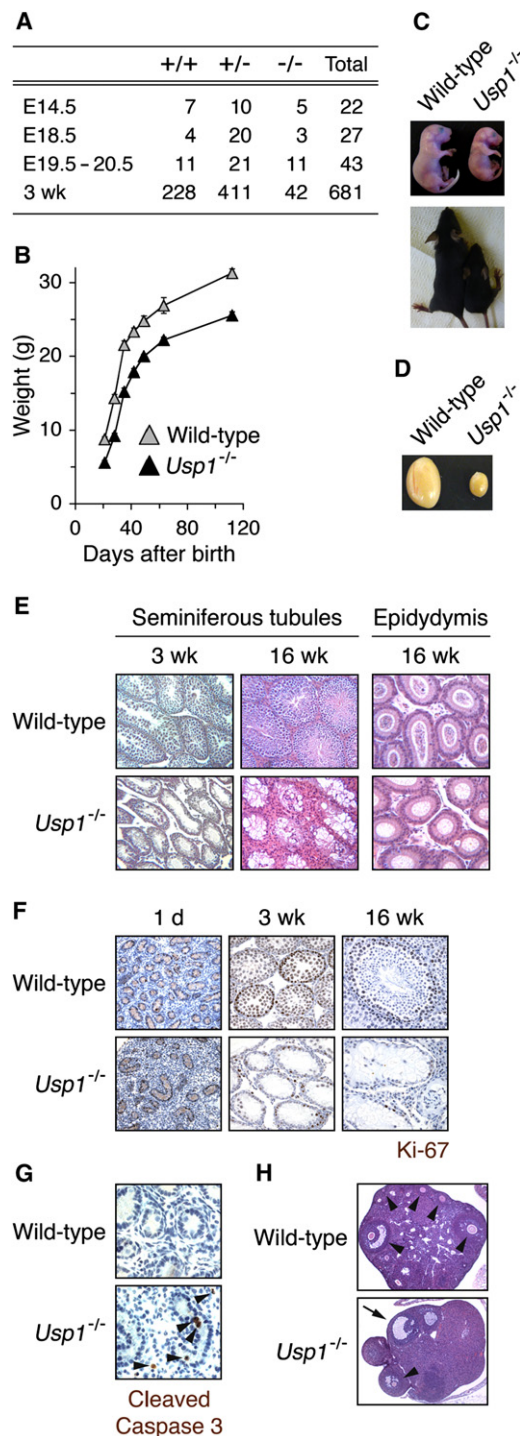 A
+/+ +/- -/- Total
E14.5 7 10 5 22
E18.5 4 20 3 27
E19.5 – 20.5 11 21 11 43
3 wk 228 411 42 681
B
Weight (g)
30
20
10
0
0 40 80 120
Days after birth
Wild-type
Usp1-/-
C
Wild-type
Usp1-/-
D
Wild-type
Usp1-/-
E
Seminiferous tubules Epidydymis
3 wk 16 wk 16 wk
Wild-type
Usp1-/-
F
1 d 3 wk 16 wk
Wild-type
Usp1-/-
Ki-67
G
Wild-type
Usp1-/-
Cleaved
Caspase 3
H
Wild-type
Usp1-/-